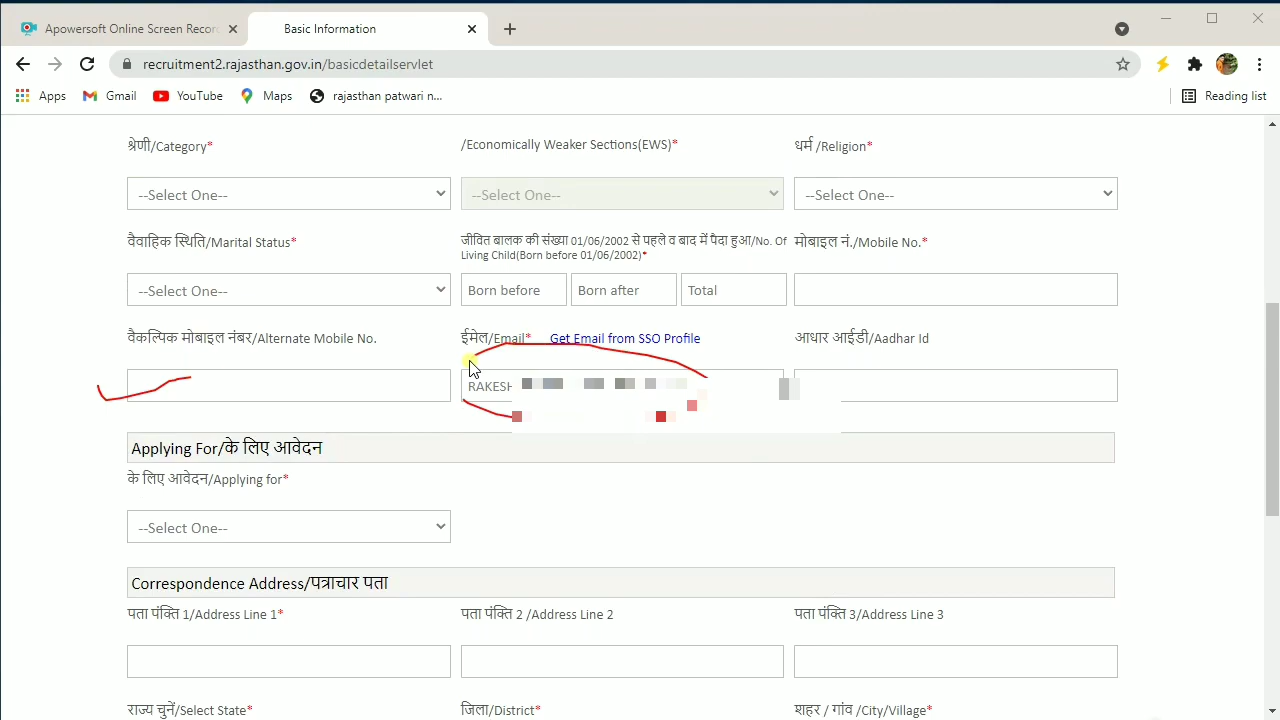 Apowersoft Online Screen Recor
Basic Information
recruitment2.rajasthan.gov.in/basicdetailservlet
Apps Gmail YouTube Maps rajasthan patwari n... Reading list
श्रेणी/Category* /Economically Weaker Sections(EWS)* धर्म /Religion*
--Select One-- --Select One-- --Select One--
वैवाहिक स्थिति/Marital Status* जीवित बालक की संख्या 01/06/2002 से पहले व बाद में पैदा हुआ/No. Of मोबाइल नं./Mobile No.*
Living Child(Born before 01/06/2002)*
--Select One-- Born before Born after Total
वैकल्पिक मोबाइल नंबर/Alternate Mobile No. ईमेल/Email* Get Email from SSO Profile आधार आईडी/Aadhar Id
RAKESH
Applying For/के लिए आवेदन
के लिए आवेदन/Applying for*
--Select One--
Correspondence Address/पत्राचार पता
पता पंक्ति 1/Address Line 1* पता पंक्ति 2 /Address Line 2 पता पंक्ति 3/Address Line 3
राज्य चुनें/Select State* जिला/District* शहर / गांव /City/Village*